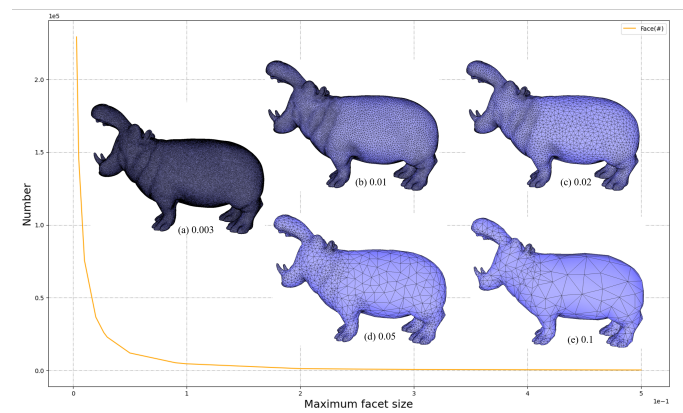 1e5
Face(#)
2.0
1.5
1.0
0.5
0.0
Number
(a) 0.003
(b) 0.01
(c) 0.02
(d) 0.05
(e) 0.1
0
1
2
3
4
5
1e−1
Maximum facet size